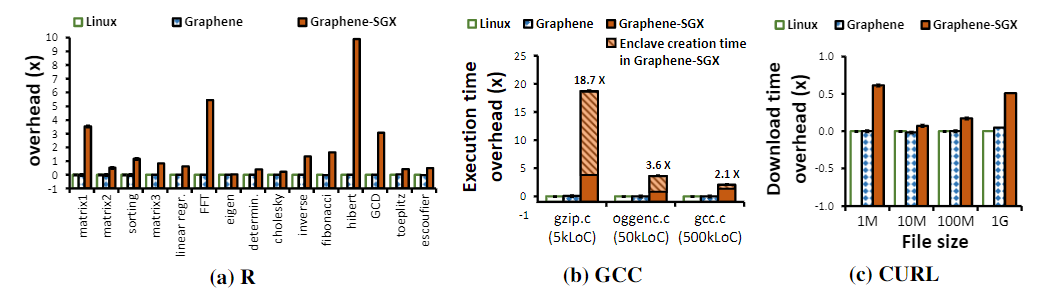 Linux Graphene Graphene-SGX
overhead (x)
10
9
8
7
6
5
4
3
2
1
0
-1
matrix1
matrix2
sorting
matrix3
linear regr.
FFT
eigen
determin.
cholesky
inverse
fibonacci
hibert
GCD
toeplitz
escoufier
(a) R
Linux Graphene Graphene-SGX
Enclave creation time
in Graphene-SGX
Execution time
overhead (x)
25
20
15
10
5
0
-1
18.7 X
3.6 X
2.1 X
gzip.c oggenc.c gcc.c
(5kLoC) (50kLoC) (500kLoC)
(b) GCC
Linux Graphene Graphene-SGX
Download time
overhead (x)
1.0
0.5
0.0
-0.5
-1.0
1M 10M 100M 1G
File size
(c) CURL